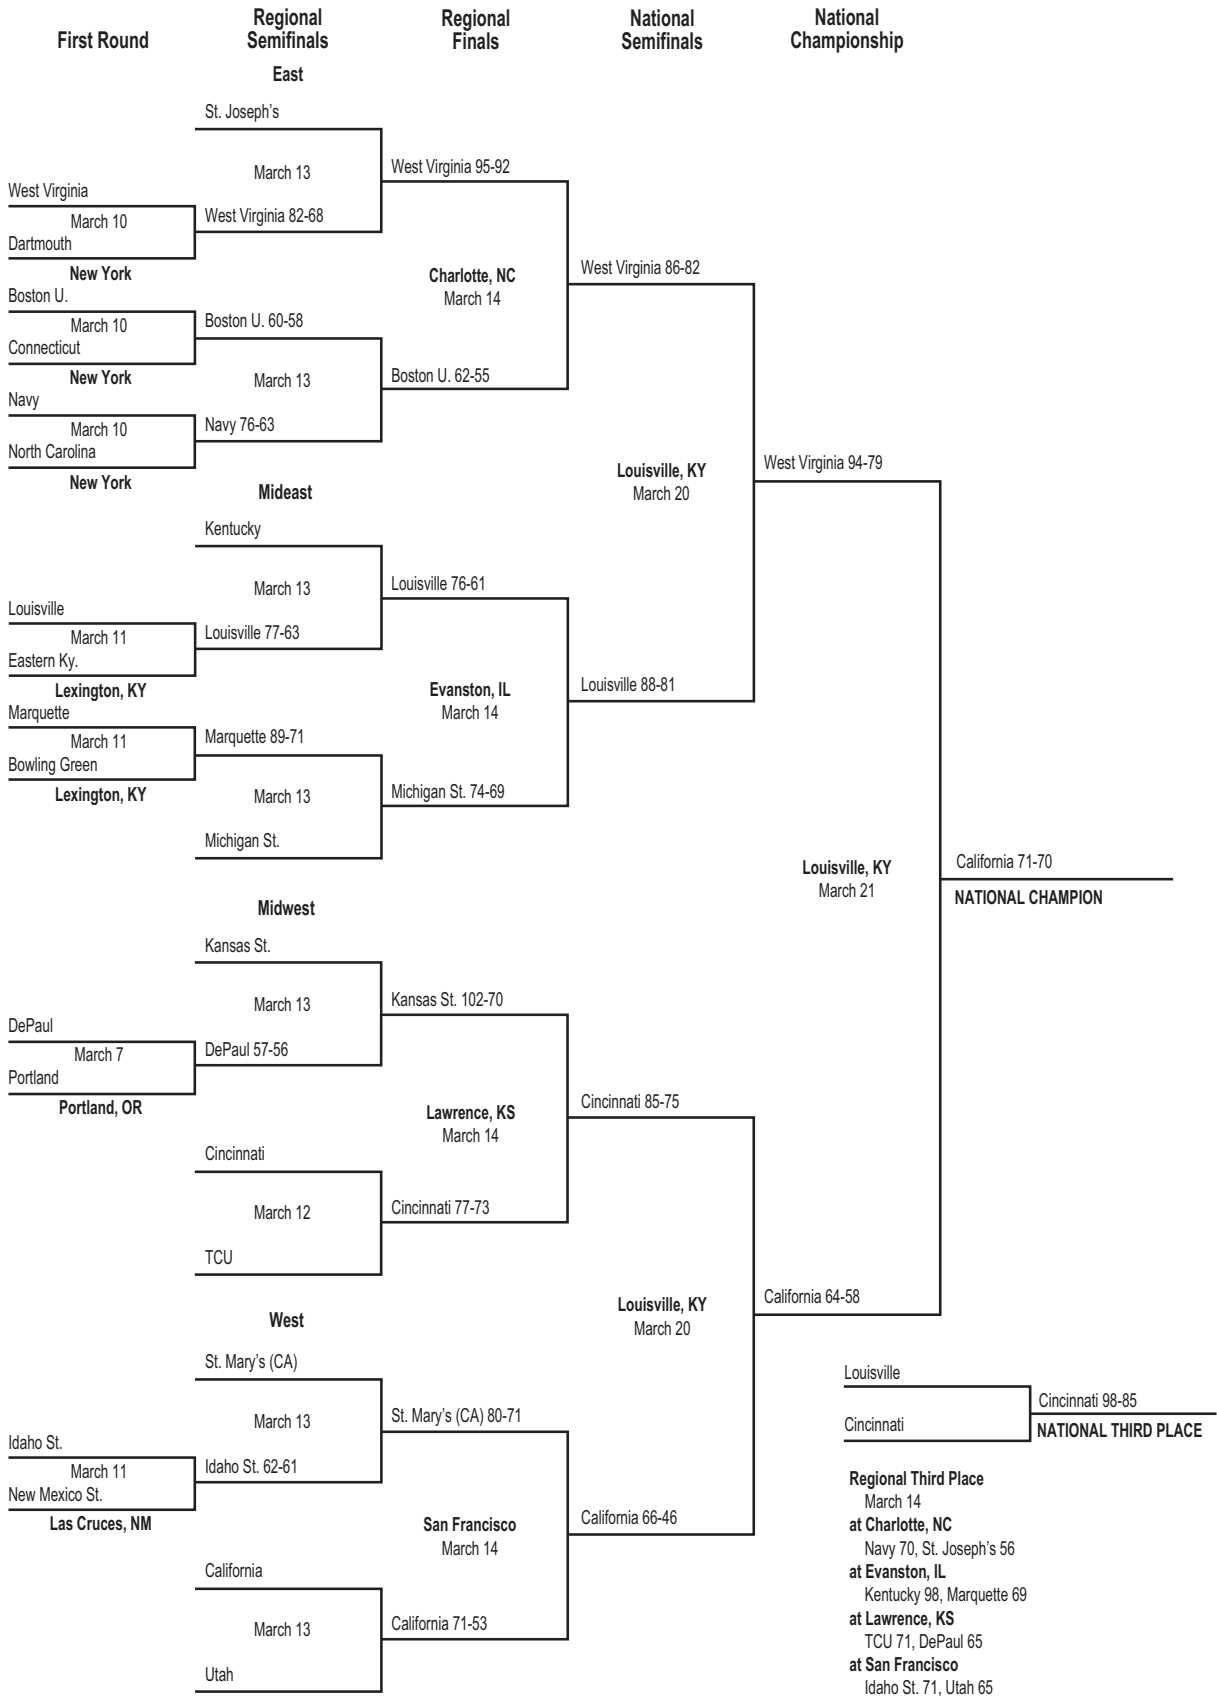 First Round
Regional
Semifinals
Regional
Finals
National
Semifinals
National
Championship
East
St. Joseph's
March 13
West Virginia 95-92
West Virginia
March 10
West Virginia 82-68
Dartmouth
New York
Charlotte, NC
March 14
West Virginia 86-82
Boston U.
March 10
Boston U. 60-58
Connecticut
New York
March 13
Boston U. 62-55
Navy
March 10
Navy 76-63
North Carolina
New York
Louisville, KY
March 20
West Virginia 94-79
Mideast
Kentucky
March 13
Louisville 76-61
Louisville
March 11
Louisville 77-63
Eastern Ky.
Lexington, KY
Evanston, IL
March 14
Louisville 88-81
Marquette
March 11
Marquette 89-71
Bowling Green
Lexington, KY
March 13
Michigan St. 74-69
Michigan St.
Louisville, KY
March 21
California 71-70
NATIONAL CHAMPION
Midwest
Kansas St.
March 13
Kansas St. 102-70
DePaul
March 7
DePaul 57-56
Portland
Portland, OR
Lawrence, KS
March 14
Cincinnati 85-75
Cincinnati
March 12
Cincinnati 77-73
TCU
Louisville, KY
March 20
California 64-58
West
St. Mary's (CA)
March 13
St. Mary's (CA) 80-71
Idaho St.
March 11
Idaho St. 62-61
New Mexico St.
Las Cruces, NM
San Francisco
March 14
California 66-46
California
March 13
California 71-53
Utah
Louisville
Cincinnati 98-85
Cincinnati
NATIONAL THIRD PLACE
Regional Third Place
March 14
at Charlotte, NC
Navy 70, St. Joseph's 56
at Evanston, IL
Kentucky 98, Marquette 69
at Lawrence, KS
TCU 71, DePaul 65
at San Francisco
Idaho St. 71, Utah 65